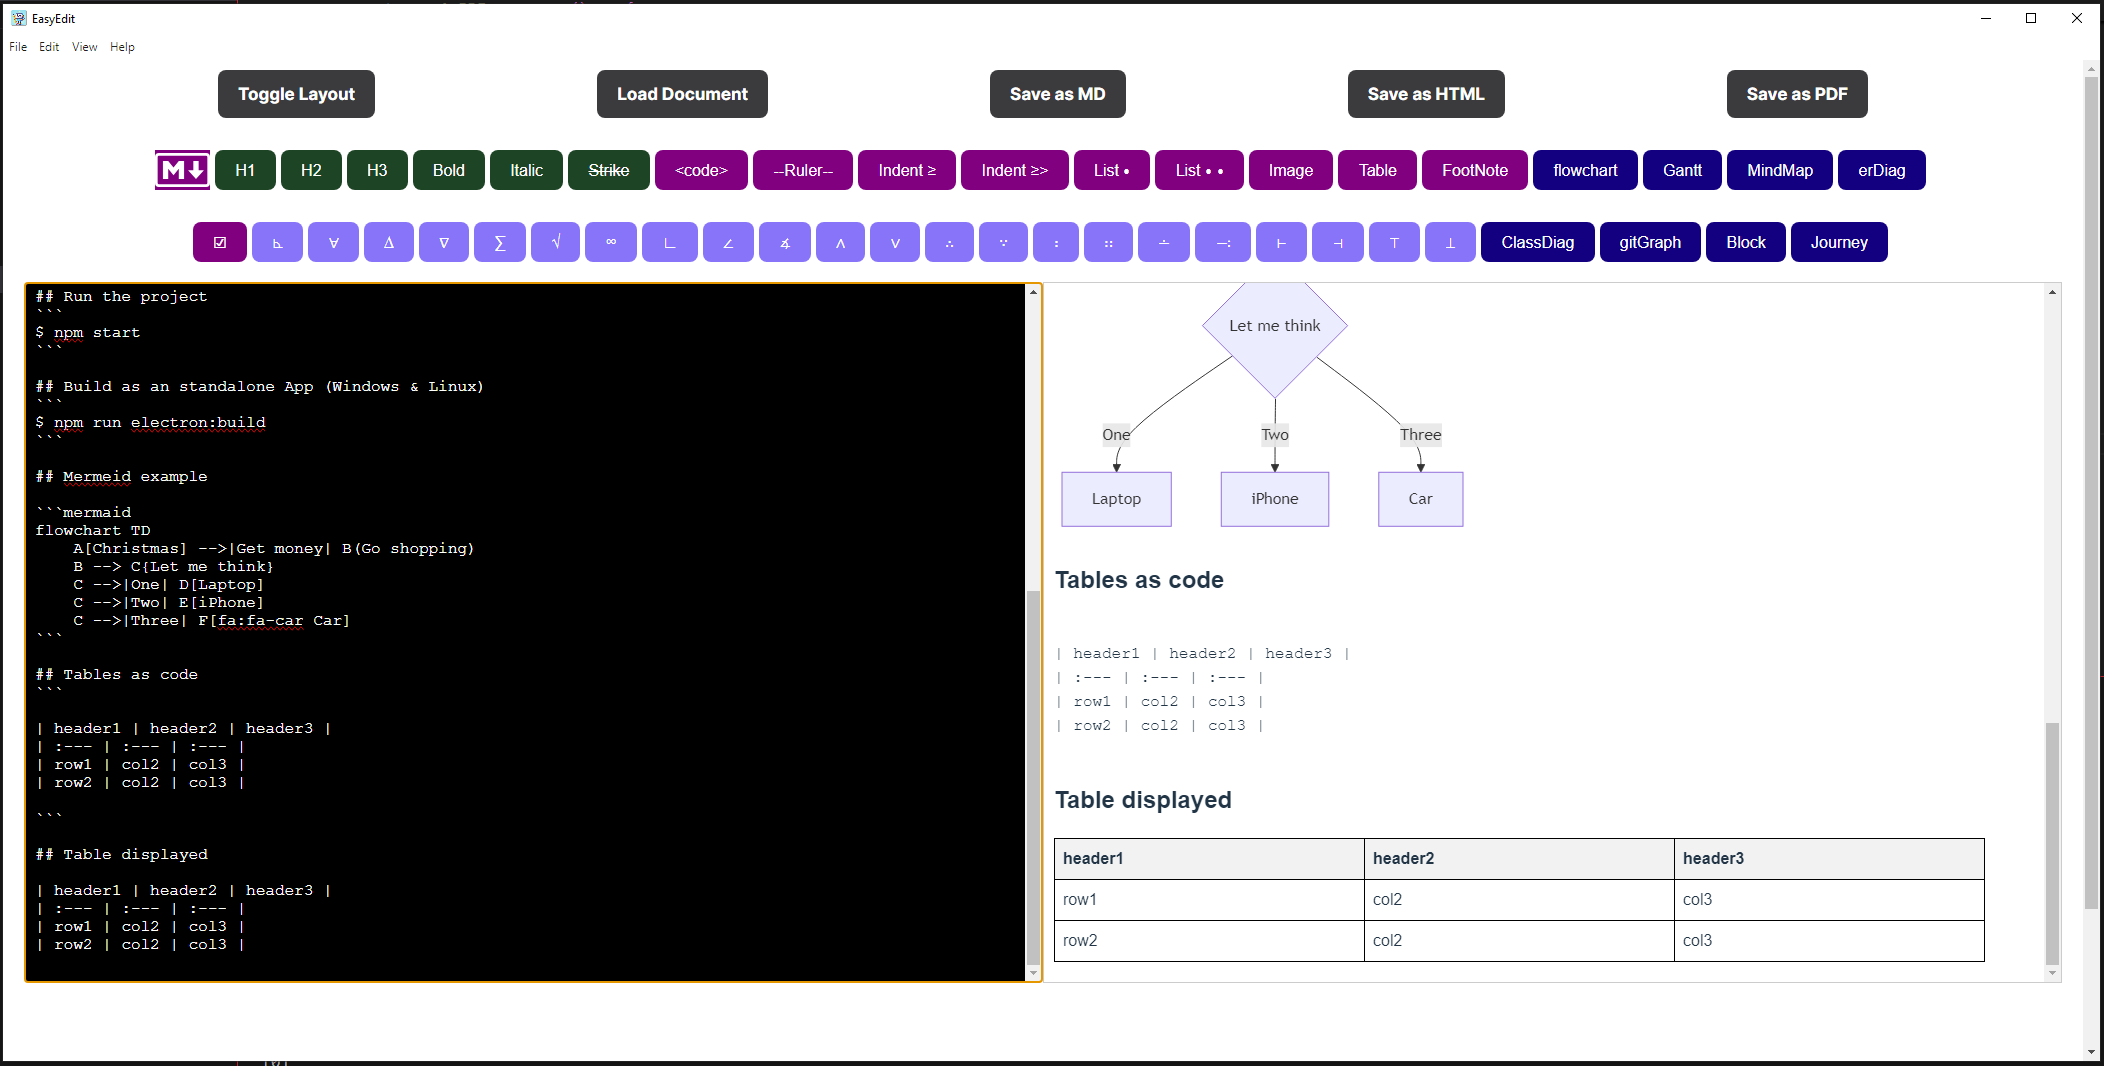 EasyEdit
File Edit View Help
Toggle Layout Load Document Save as MD Save as HTML Save as PDF
M↓ H1 H2 H3 Bold Italic Strike <code> --Ruler-- Indent ≥ Indent ≥> List • List • • Image Table FootNote flowchart Gantt MindMap erDiag
☑ ⊾ ∀ ∆ ∇ ∑ √ ∞ ∟ ∠ ∡ ∧ ∨ ∴ ∵ ∶ ∷ ∸ ∹ ⊢ ⊣ ⊤ ⊥ ClassDiag gitGraph Block Journey
## Run the project
```
$ npm start
```
## Build as an standalone App (Windows & Linux)
```
$ npm run electron:build
```
## Mermeid example
```mermaid
flowchart TD
    A[Christmas] -->|Get money| B(Go shopping)
    B --> C{Let me think}
    C -->|One| D[Laptop]
    C -->|Two| E[iPhone]
    C -->|Three| F[fa:fa-car Car]
```
## Tables as code
```
| header1 | header2 | header3 |
| :--- | :--- | :--- |
| row1 | col2 | col3 |
| row2 | col2 | col3 |
```
## Table displayed
| header1 | header2 | header3 |
| :--- | :--- | :--- |
| row1 | col2 | col3 |
| row2 | col2 | col3 |
Let me think
One Two Three
Laptop iPhone Car
Tables as code
| header1 | header2 | header3 |
| :--- | :--- | :--- |
| row1 | col2 | col3 |
| row2 | col2 | col3 |
Table displayed
header1 header2 header3
row1 col2 col3
row2 col2 col3